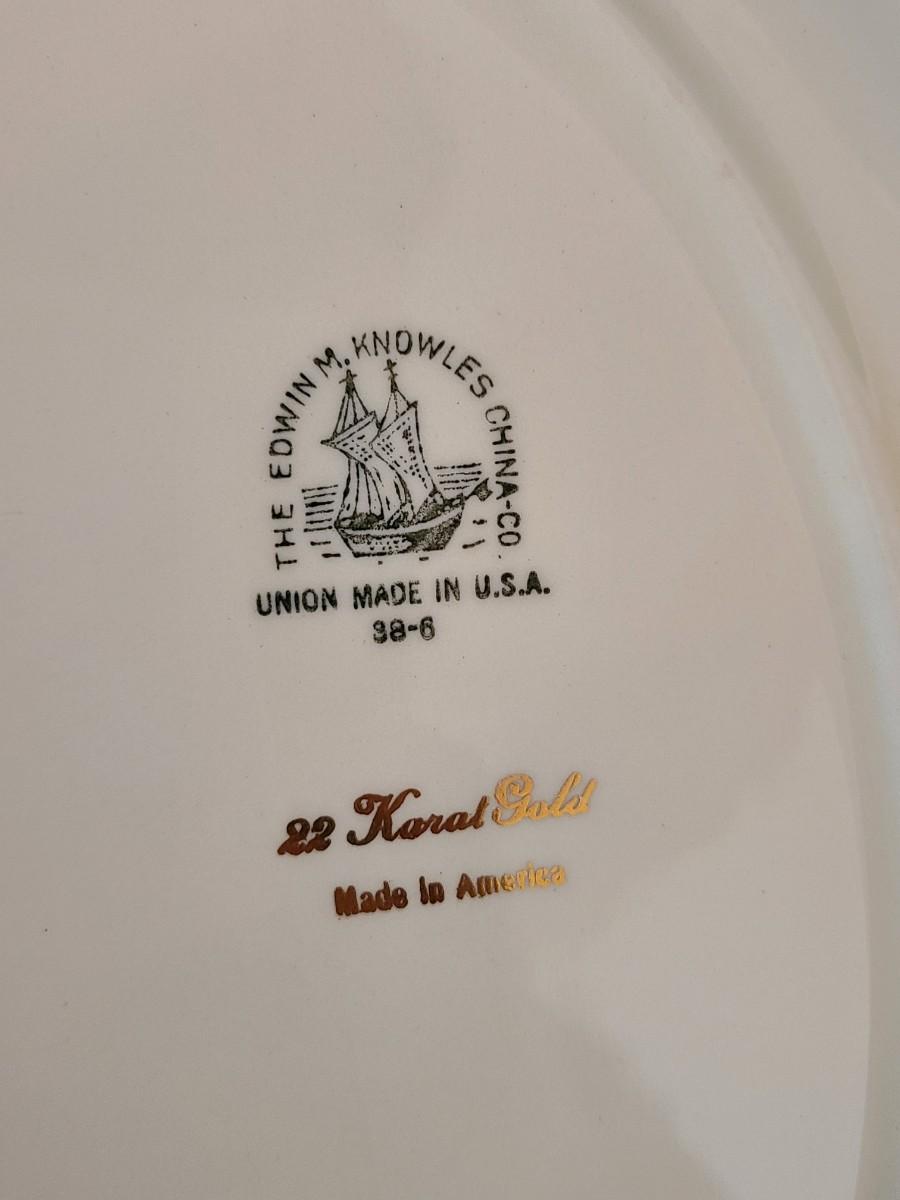 THE EDWIN M. KNOWLES CHINA-CO.
UNION MADE IN U.S.A.
38-6
22 Karat Gold
Made in America